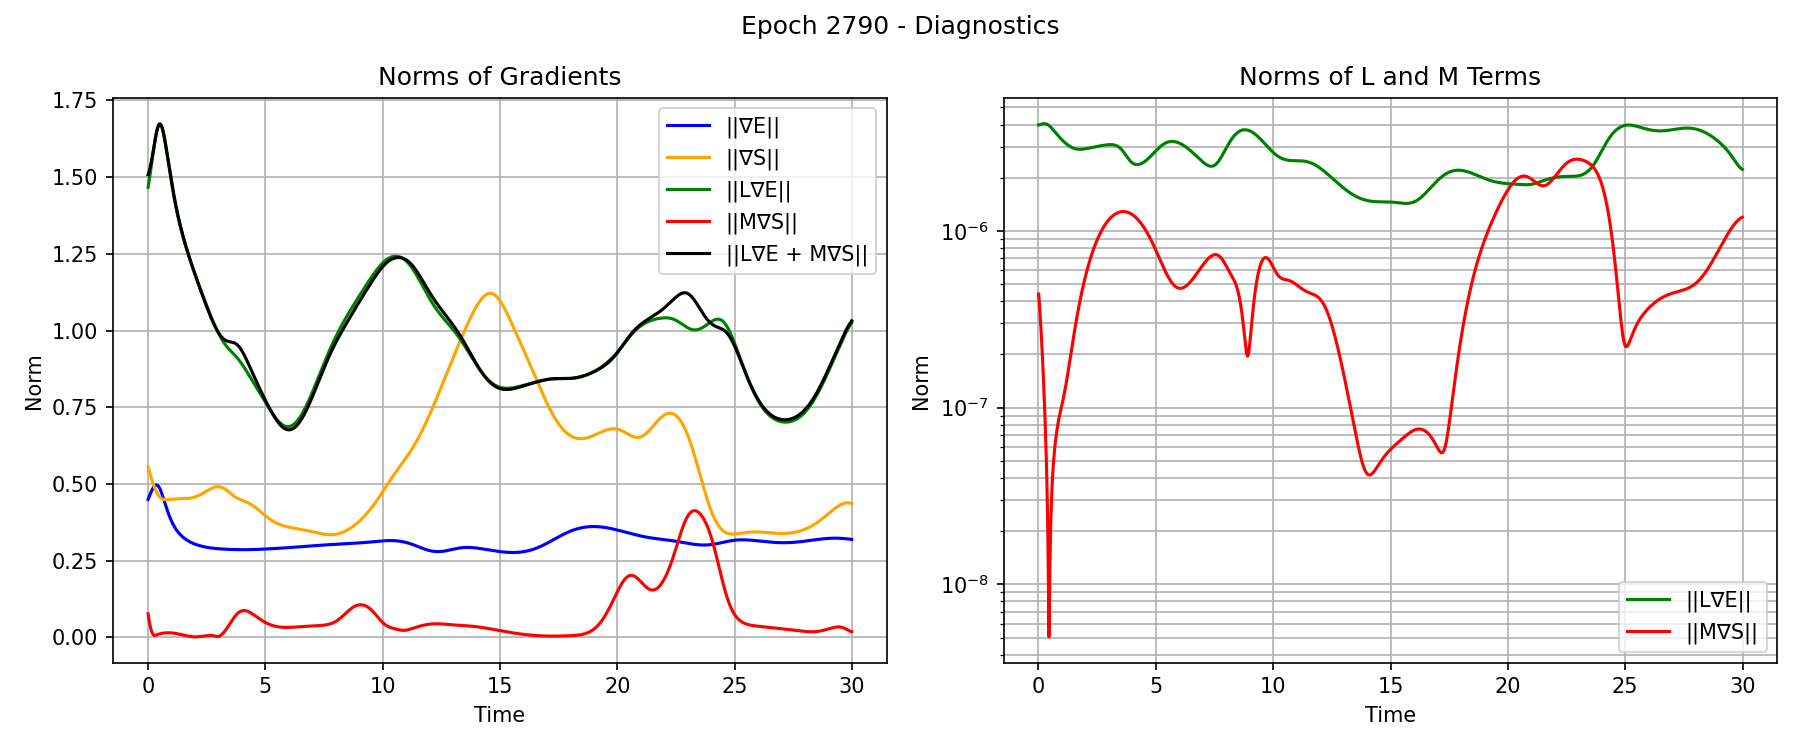 Epoch 2790 - Diagnostics
Norms of Gradients
1.75
1.50
1.25
1.00
0.75
0.50
0.25
0.00
Norm
0
5
10
15
20
25
30
Time
||∇E||
||∇S||
||L∇E||
||M∇S||
||L∇E + M∇S||
Norms of L and M Terms
10⁻⁶
10⁻⁷
10⁻⁸
Norm
0
5
10
15
20
25
30
Time
||L∇E||
||M∇S||